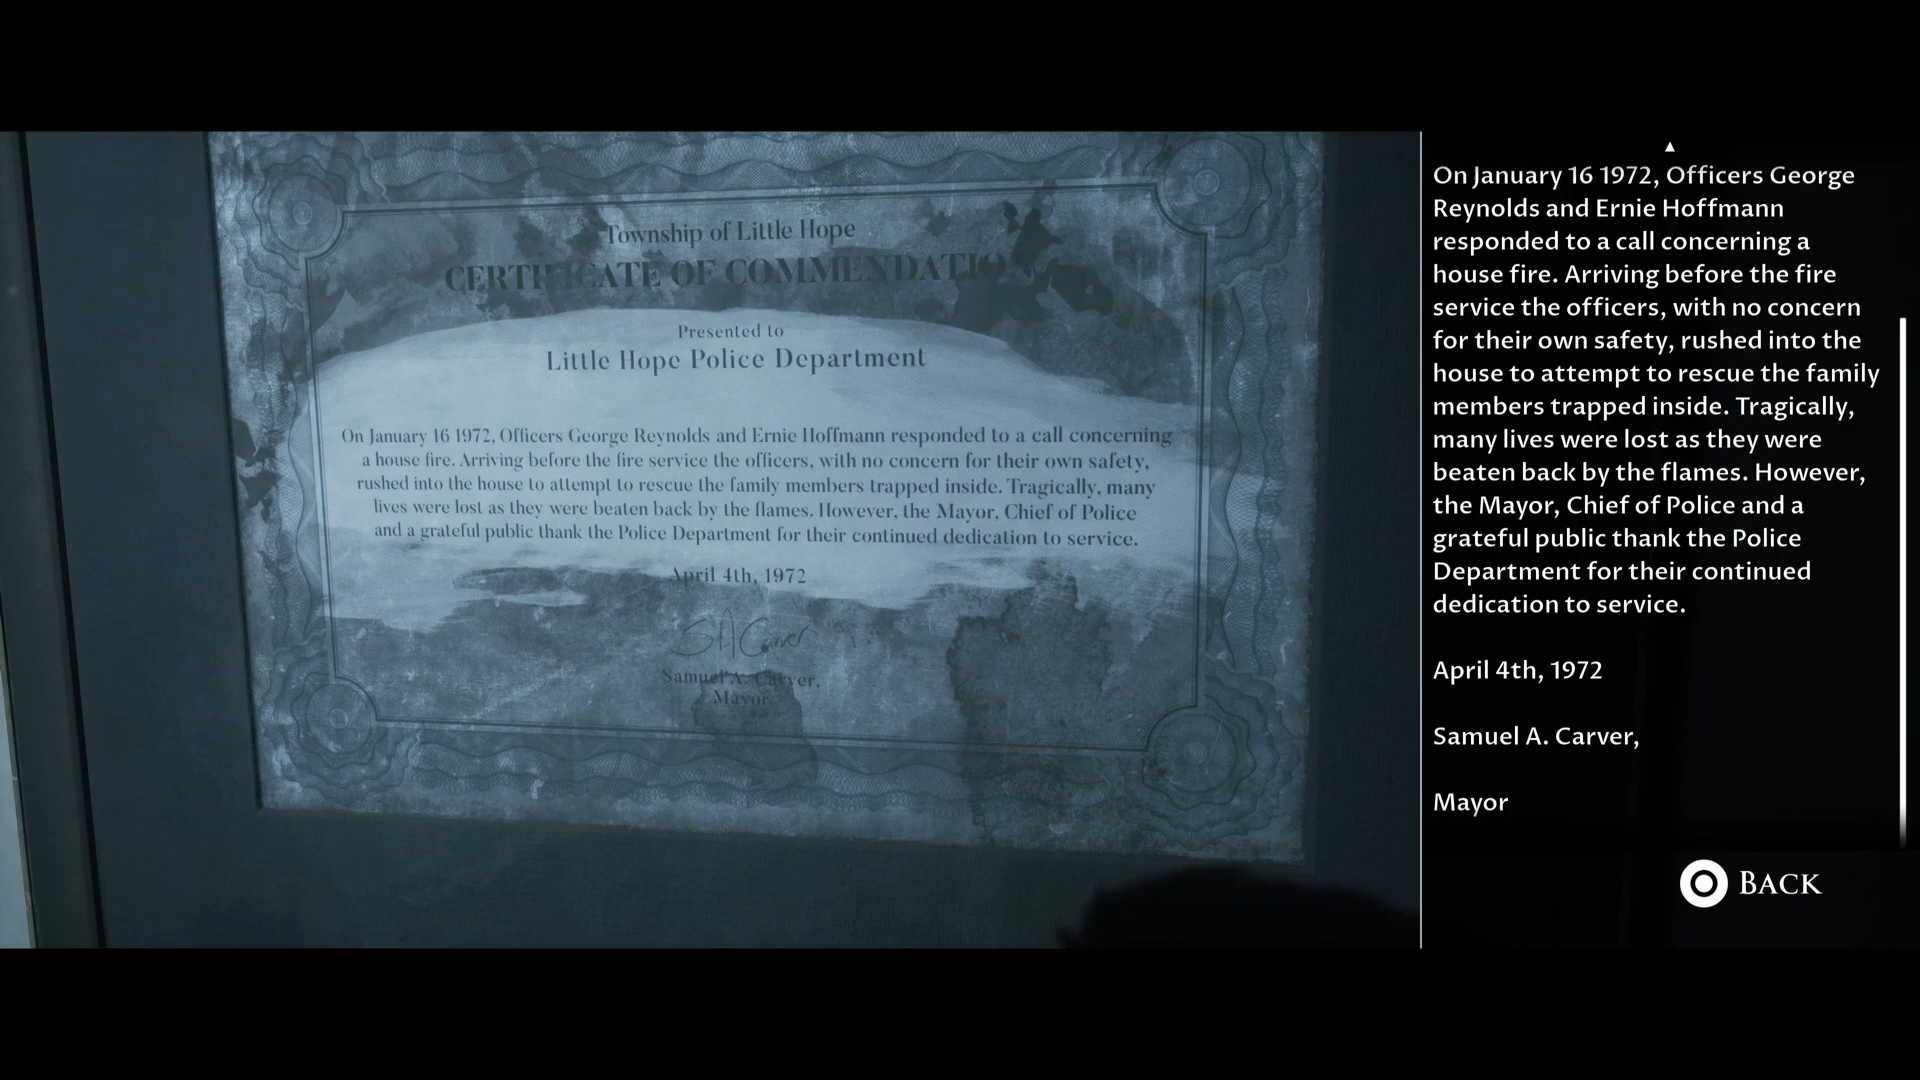 Township of Little Hope
CERTIFICATE OF COMMENDATION
Presented to
Little Hope Police Department
On January 16 1972, Officers George Reynolds and Ernie Hoffmann responded to a call concerning
a house fire. Arriving before the fire service the officers, with no concern for their own safety,
rushed into the house to attempt to rescue the family members trapped inside. Tragically, many
lives were lost as they were beaten back by the flames. However, the Mayor, Chief of Police
and a grateful public thank the Police Department for their continued dedication to service.
April 4th, 1972
SACarver
Samuel A. Carver,
Mayor
On January 16 1972, Officers George
Reynolds and Ernie Hoffmann
responded to a call concerning a
house fire. Arriving before the fire
service the officers, with no concern
for their own safety, rushed into the
house to attempt to rescue the family
members trapped inside. Tragically,
many lives were lost as they were
beaten back by the flames. However,
the Mayor, Chief of Police and a
grateful public thank the Police
Department for their continued
dedication to service.
April 4th, 1972
Samuel A. Carver,
Mayor
BACK